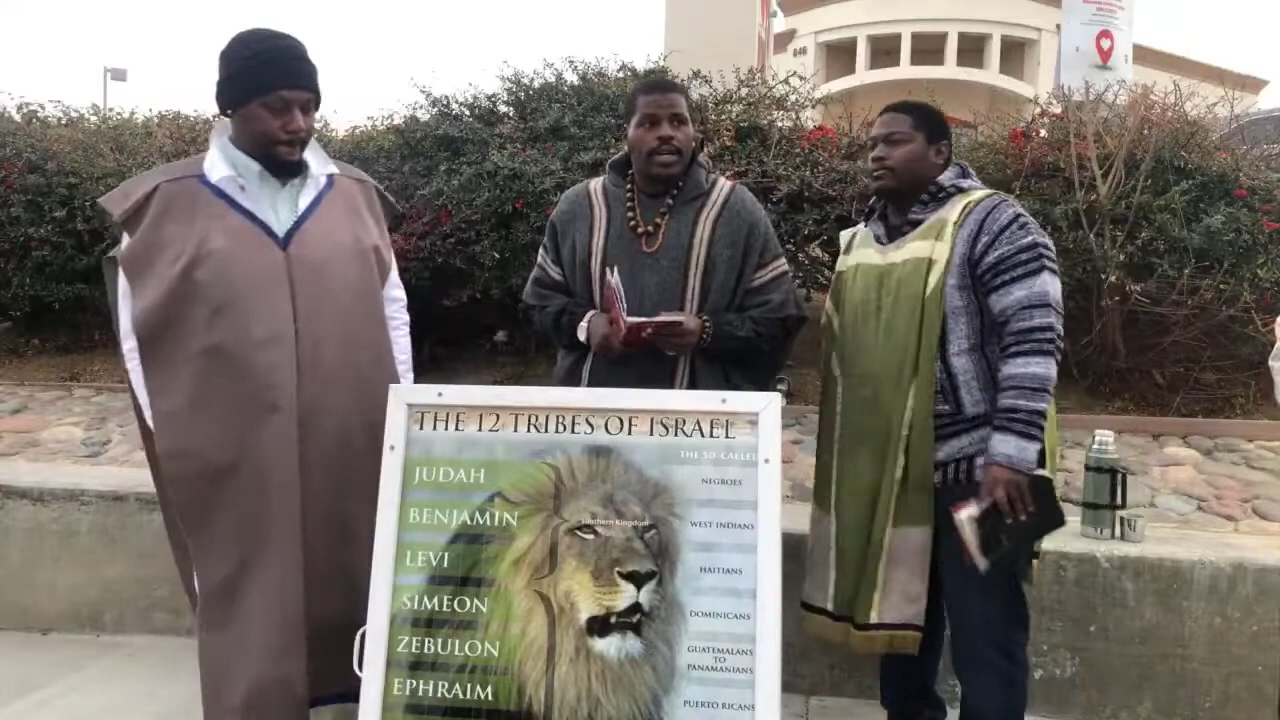 846
THE 12 TRIBES OF ISRAEL
THE SO-CALLED
JUDAH
NEGROES
BENJAMIN
Southern Kingdom
WEST INDIANS
LEVI
HAITIANS
SIMEON
DOMINICANS
ZEBULON
GUATEMALANS
TO
PANAMANIANS
EPHRAIM
PUERTO RICANS